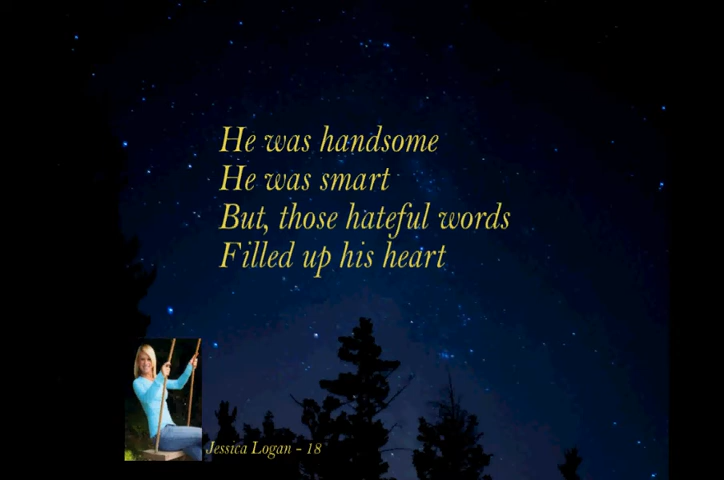 He was handsome
He was smart
But, those hateful words
Filled up his heart
Jessica Logan - 18